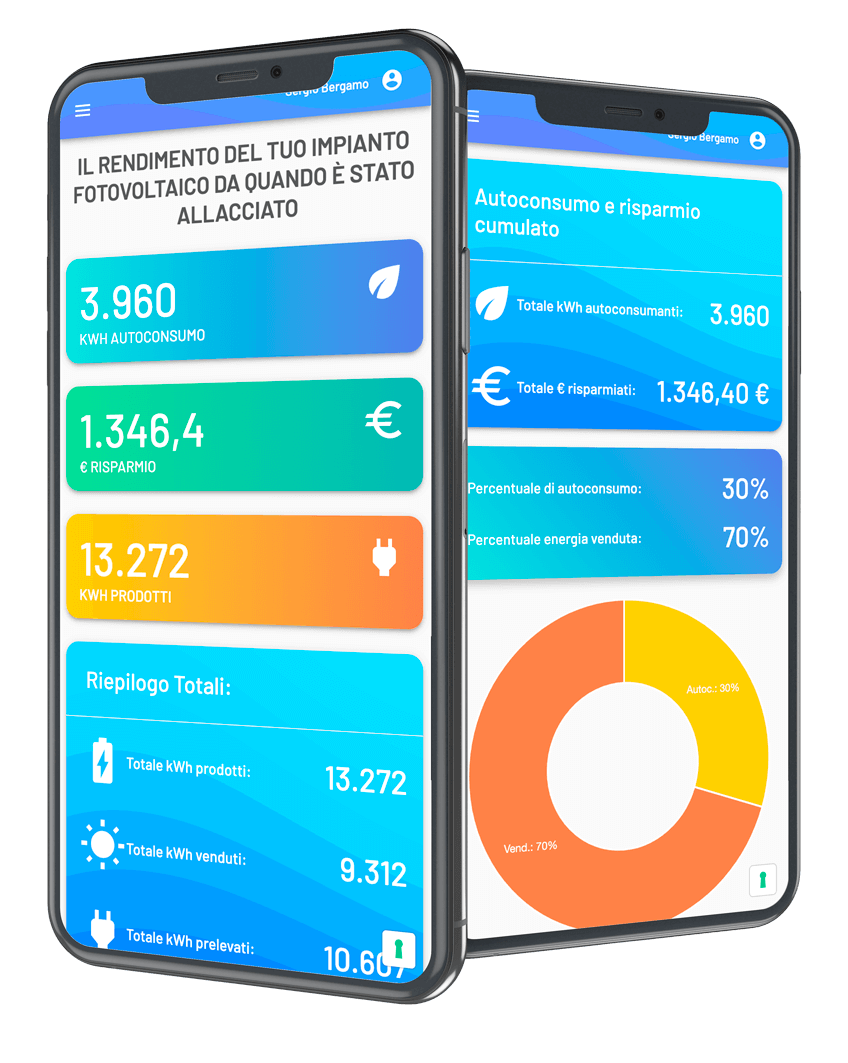 Sergio Bergamo
IL RENDIMENTO DEL TUO IMPIANTO
FOTOVOLTAICO DA QUANDO È STATO
ALLACCIATO
3.960
KWH AUTOCONSUMO
1.346,4
€ RISPARMIO
13.272
KWH PRODOTTI
Riepilogo Totali:
Totale kWh prodotti: 13.272
Totale kWh venduti: 9.312
Totale kWh prelevati: 10.607
Sergio Bergamo
Autoconsumo e risparmio
cumulato
Totale kWh autoconsumanti: 3.960
Totale € risparmiati: 1.346,40 €
Percentuale di autoconsumo: 30%
Percentuale energia venduta: 70%
Autoc.: 30%
Vend.: 70%